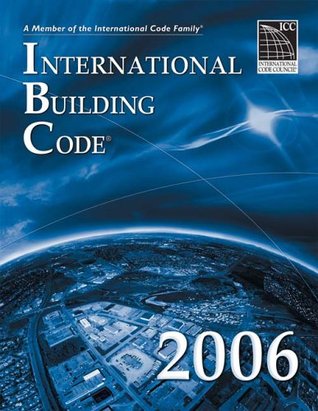 A Member of the International Code Family®
ICC
INTERNATIONAL
CODE COUNCIL®
INTERNATIONAL
BUILDING
CODE®
2006